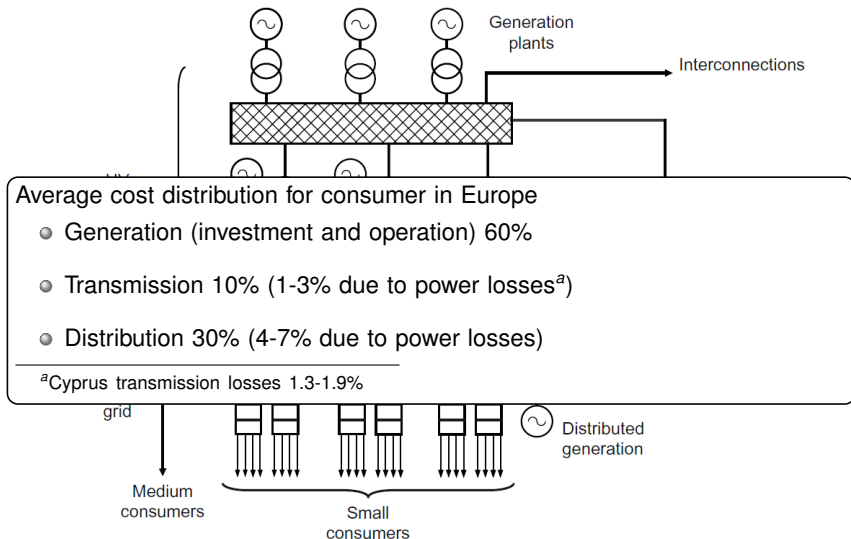 Generation
plants
Interconnections
Average cost distribution for consumer in Europe
Generation (investment and operation) 60%
Transmission 10% (1-3% due to power lossesᵃ)
Distribution 30% (4-7% due to power losses)
ᵃCyprus transmission losses 1.3-1.9%
grid
Distributed
generation
Medium
consumers
Small
consumers